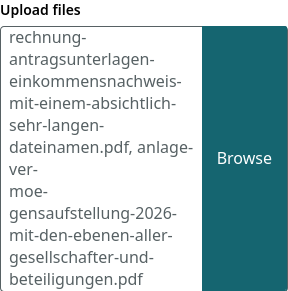 Upload files
rechnung-
antragsunterlagen-
einkommensnachweis-
mit-einem-absichtlich-
sehr-langen-
dateinamen.pdf, anlage-
ver-
moe-
gensaufstellung-2026-
mit-den-ebenen-aller-
gesellschafter-und-
beteiligungen.pdf
Browse